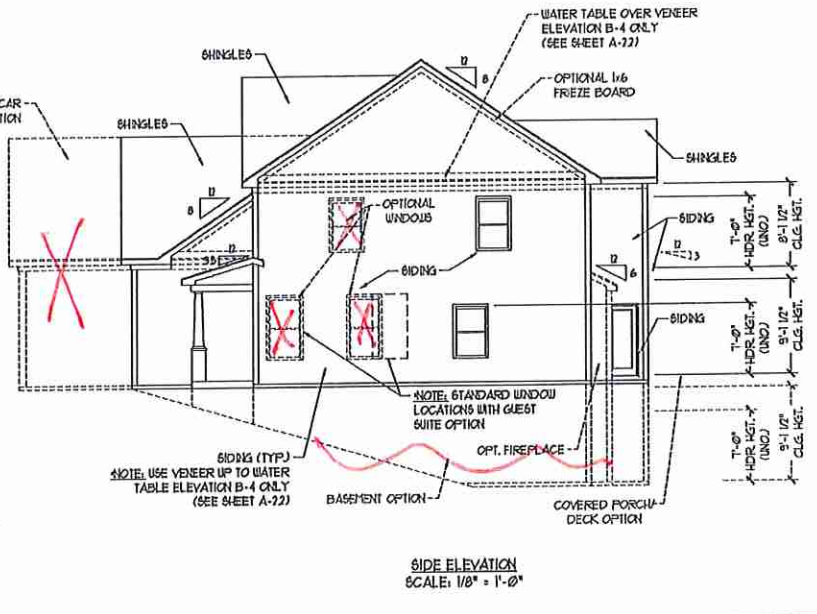 WATER TABLE OVER VENEER
ELEVATION B-4 ONLY
(SEE SHEET A-22)
SHINGLES
12
8
OPTIONAL 1x6
FRIEZE BOARD
CAR
TION
SHINGLES
SHINGLES
12
8
OPTIONAL
WINDOWS
SIDING
12
3
SIDING
12
3.5
12
6
SIDING
7'-0"
HDR. HGT.
(UNO.)
8'-1 1/2"
CLG. HGT.
7'-0"
HDR. HGT.
(UNO.)
9'-1 1/2"
CLG. HGT.
7'-0"
HDR. HGT.
(UNO.)
9'-1 1/2"
CLG. HGT.
NOTE: STANDARD WINDOW
LOCATIONS WITH GUEST
SUITE OPTION
SIDING (TYP.)
NOTE: USE VENEER UP TO WATER
TABLE ELEVATION B-4 ONLY
(SEE SHEET A-22)
OPT. FIREPLACE
BASEMENT OPTION
COVERED PORCH/
DECK OPTION
SIDE ELEVATION
SCALE: 1/8" = 1'-0"